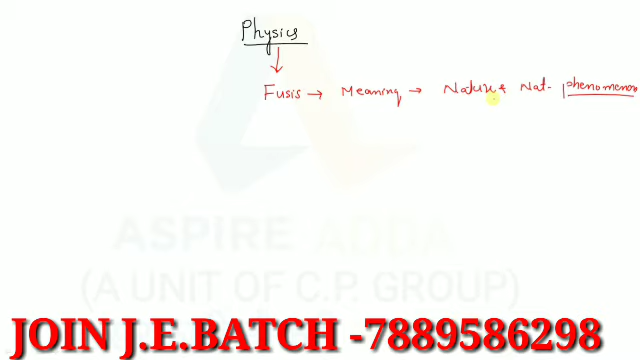 Physics
Fusis → Meaning → Nature & Nat. phenomenon
ASPIRE ADDA
(A UNIT OF C.P. GROUP)
JOIN J.E.BATCH -7889586298